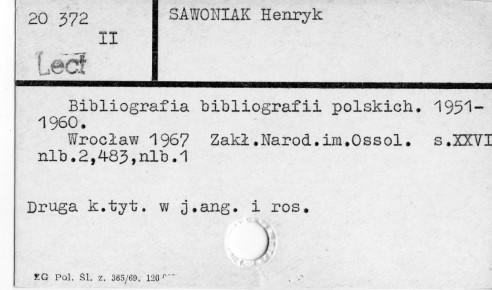 20 372
II
Lect
SAWONIAK Henryk
Bibliografia bibliografii polskich. 1951-
1960.
Wrocław 1967 Zakł.Narod.im.Ossol. s.XXVI
nlb.2,483,nlb.1
Druga k.tyt. w j.ang. i ros.
ZG Pol. Śl. z. 365/69. 120